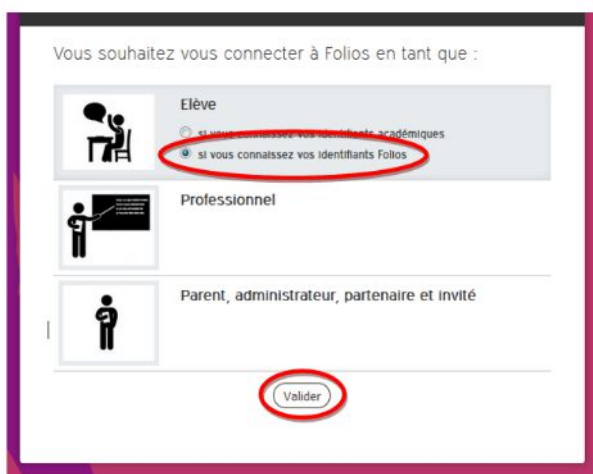 Vous souhaitez vous connecter à Folios en tant que :
Elève
si vous connaissez vos identifiants académiques
si vous connaissez vos identifiants Folios
Professionnel
Parent, administrateur, partenaire et invité
Valider